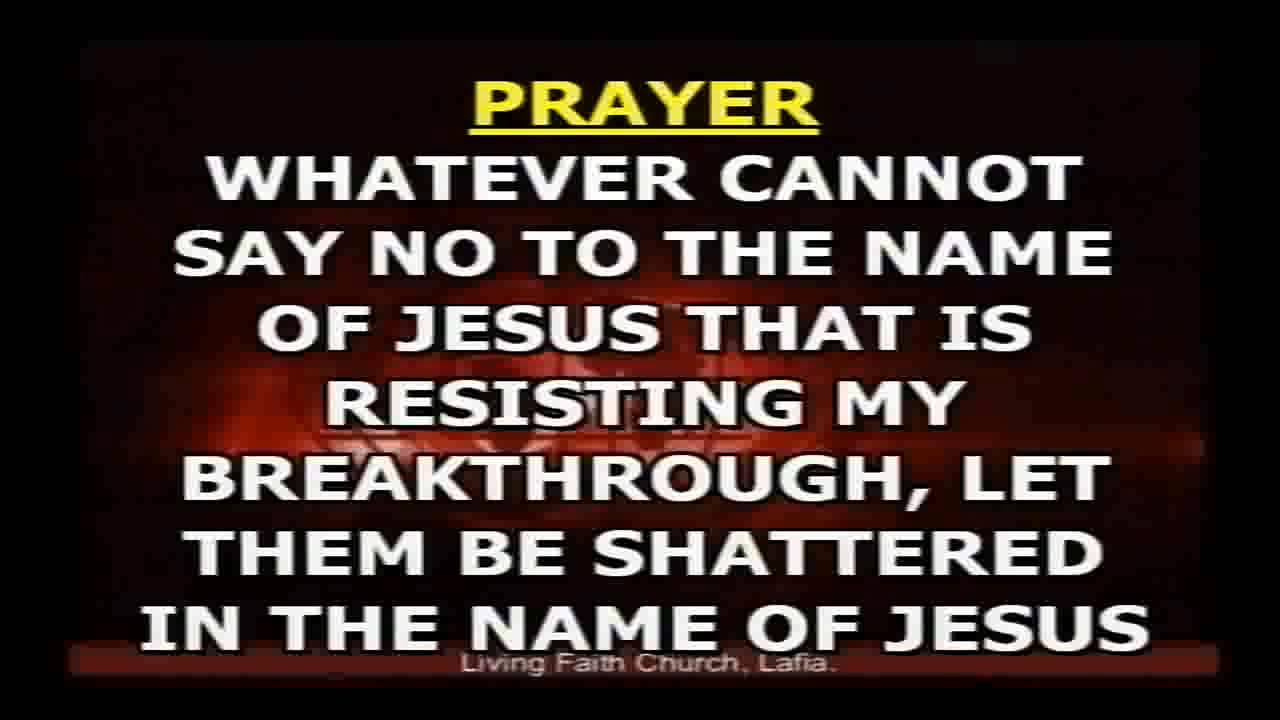 PRAYER
WHATEVER CANNOT
SAY NO TO THE NAME
OF JESUS THAT IS
RESISTING MY
BREAKTHROUGH, LET
THEM BE SHATTERED
IN THE NAME OF JESUS
Living Faith Church, Lafia.